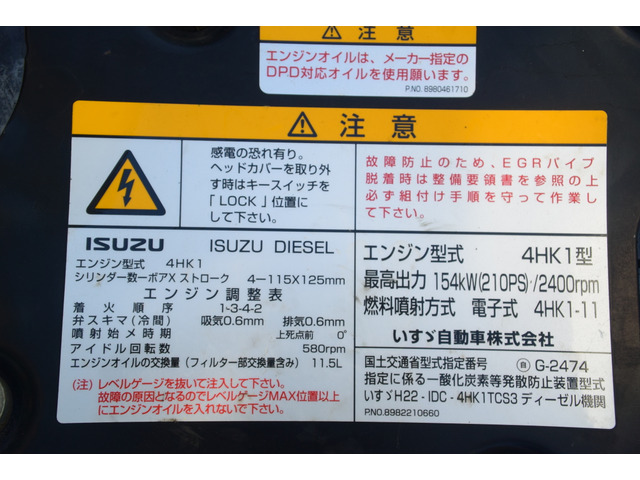 注意
エンジンオイルは、メーカー指定の
DPD対応オイルを使用願います。
P.NO. 8980461710
注意
感電の恐れ有り。
ヘッドカバーを取り外
す時はキースイッチを
「LOCK」位置に
して下さい。
故障防止のため、EGRパイプ
脱着時は整備要領書を参照の上
必ず組付け手順を守って作業し
て下さい。
ISUZU ISUZU DIESEL
エンジン型式 4HK1
シリンダー数ーボアXストローク 4ー115X125mm
エンジン調整表
着火順序 1-3-4-2
弁スキマ(冷間) 吸気0.6mm 排気0.6mm
噴射始メ時期 上死点前 0°
アイドル回転数 580rpm
エンジンオイルの交換量(フィルター部交換量含み) 11.5L
(注)レベルゲージを抜いて注入して下さい。
故障の原因となるのでレベルゲージMAX位置以上
にエンジンオイルを入れないで下さい。
エンジン型式 4HK1型
最高出力 154kW(210PS)/2400rpm
燃料噴射方式 電子式 4HK1-11
いすゞ自動車株式会社
国土交通省型式指定番号 自 G-2474
指定に係る一酸化炭素等発散防止装置型式
いすゞH22-IDC-4HK1TCS3 ディーゼル機関
P.NO.8982210660